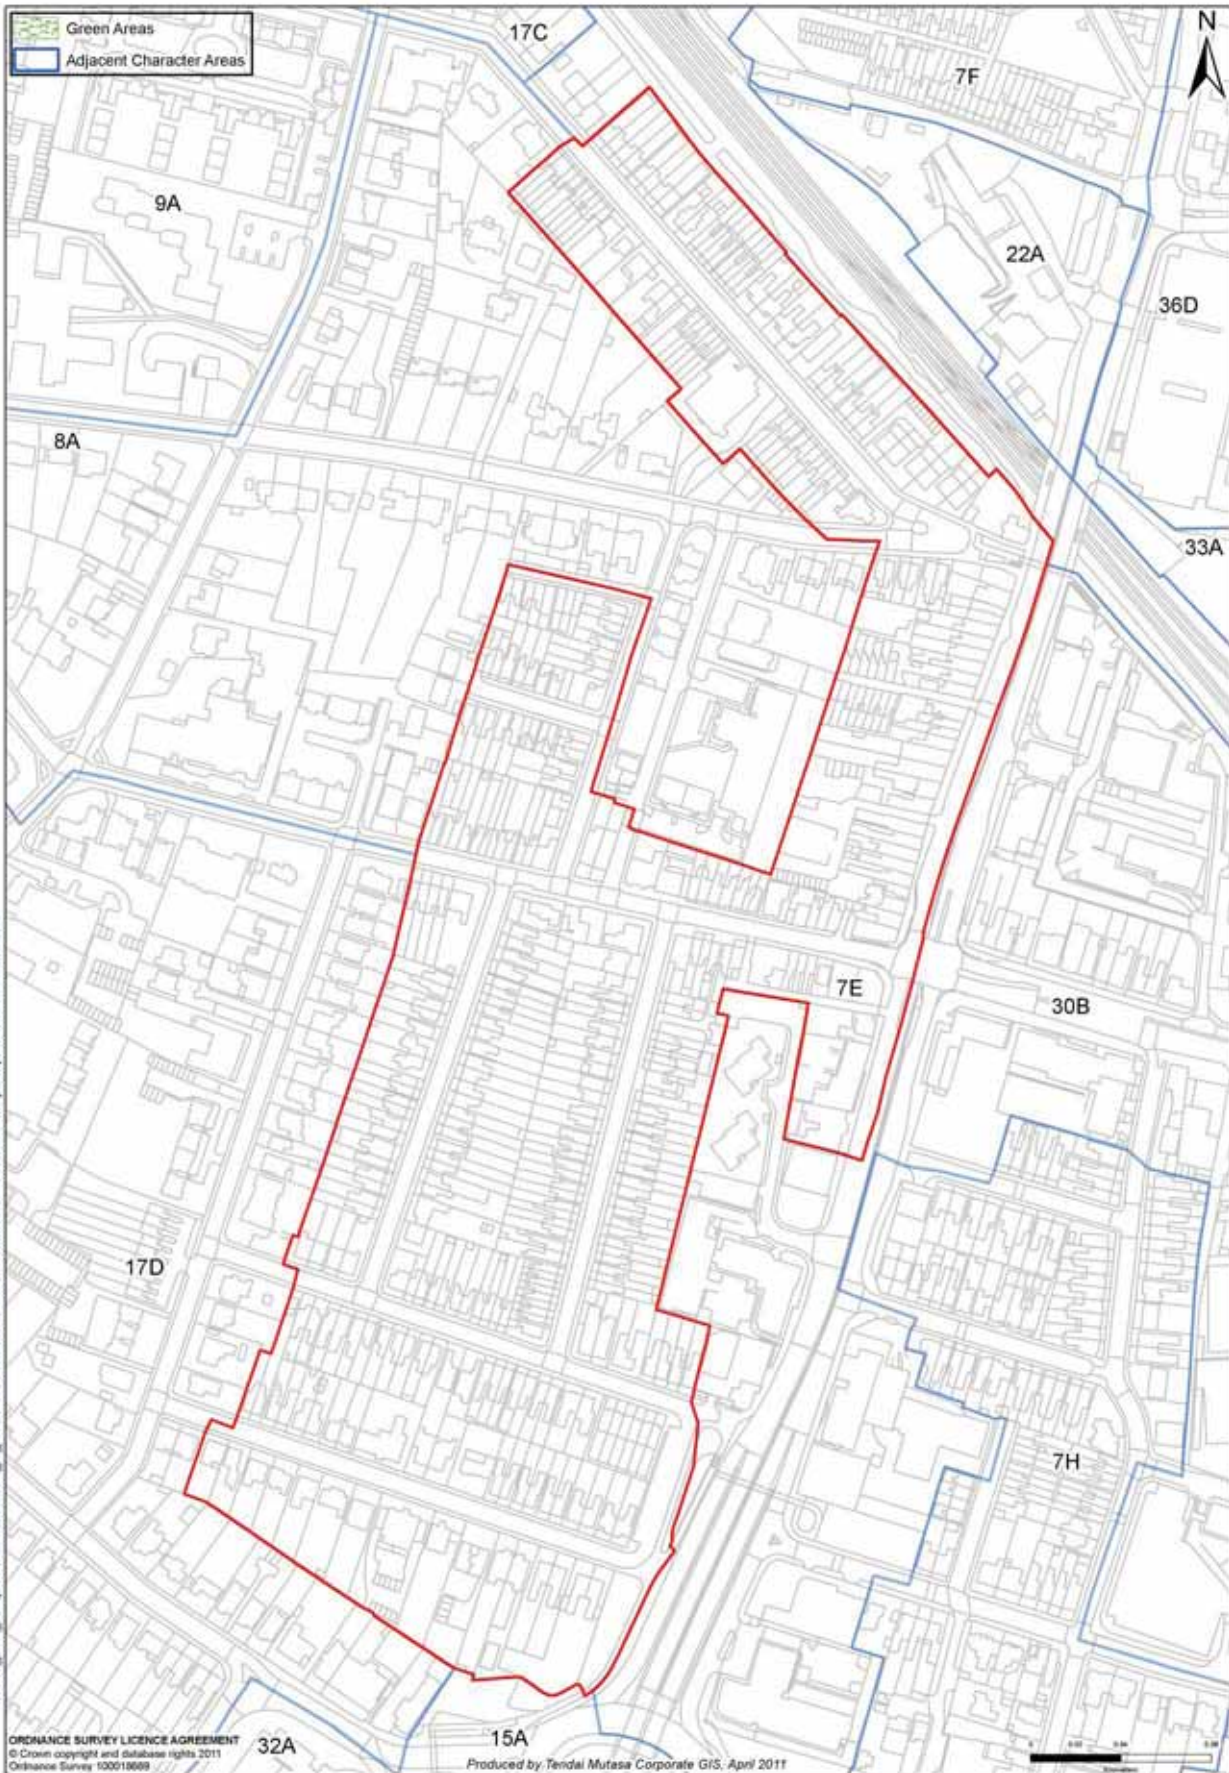 Green Areas
Adjacent Character Areas
17C
N
7F
9A
22A
36D
8A
33A
7E
30B
17D
7H
ORDNANCE SURVEY LICENCE AGREEMENT
© Crown copyright and database rights 2011
Ordnance Survey 100018669
32A
15A
Produced by Tendai Mutasa Corporate GIS, April 2011